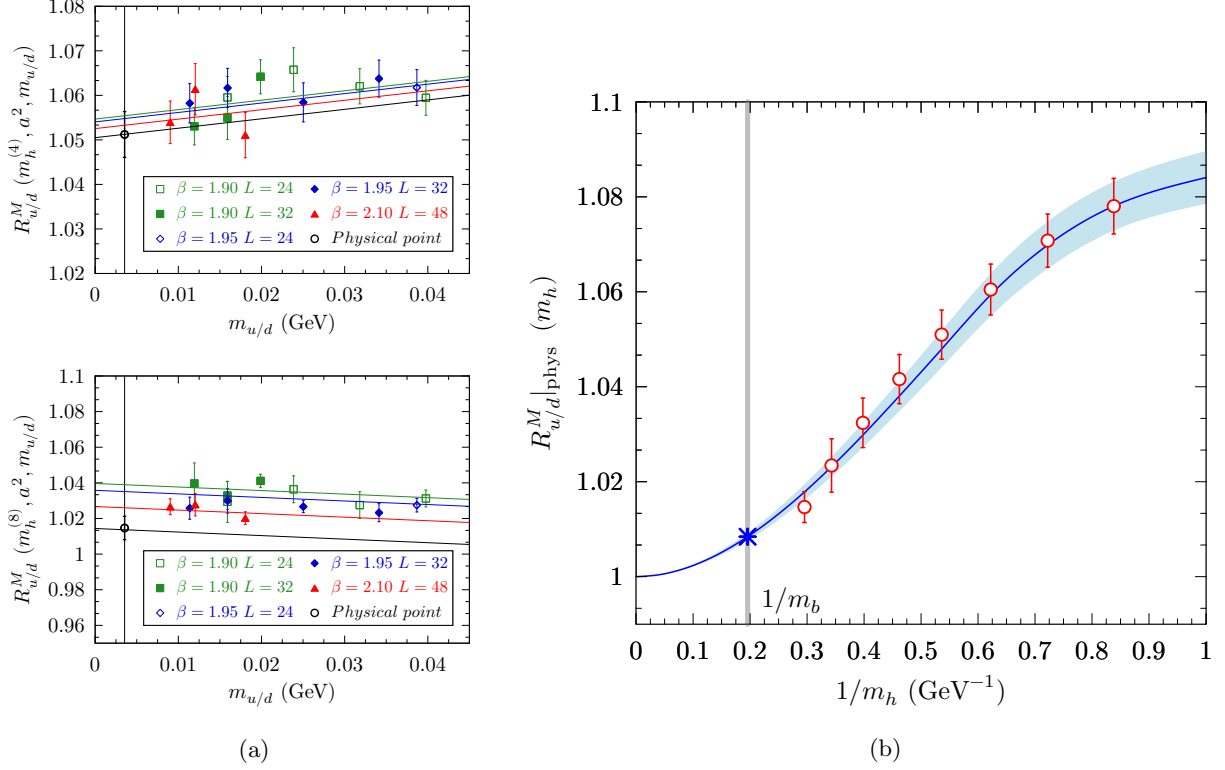 1.08
1.07
1.06
1.05
1.04
1.03
1.02
0 0.01 0.02 0.03 0.04
m_{u/d} (GeV)
R^M_{u/d} (m_h^{(4)}, a^2, m_{u/d})
β = 1.90 L = 24
β = 1.90 L = 32
β = 1.95 L = 24
β = 1.95 L = 32
β = 2.10 L = 48
Physical point
1.1
1.08
1.06
1.04
1.02
1
0.98
0.96
0 0.01 0.02 0.03 0.04
m_{u/d} (GeV)
R^M_{u/d} (m_h^{(8)}, a^2, m_{u/d})
β = 1.90 L = 24
β = 1.90 L = 32
β = 1.95 L = 24
β = 1.95 L = 32
β = 2.10 L = 48
Physical point
(a)
1.1
1.08
1.06
1.04
1.02
1
R^M_{u/d}|_{phys} (m_h)
1/m_b
0 0.1 0.2 0.3 0.4 0.5 0.6 0.7 0.8 0.9 1
1/m_h (GeV^{-1})
(b)